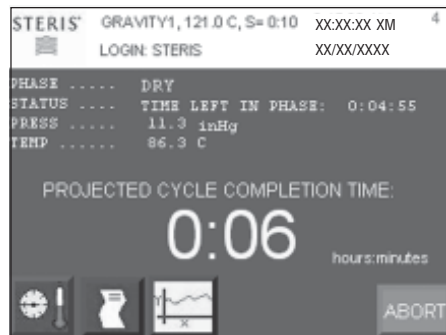 STERIS® GRAVITY1, 121.0 C, S= 0:10 XX:XX:XX XM 4
LOGIN: STERIS XX/XX/XXXX
PHASE ..... DRY
STATUS .... TIME LEFT IN PHASE: 0:04:55
PRESS ..... 11.3 inHg
TEMP ...... 86.3 C
PROJECTED CYCLE COMPLETION TIME:
0:06
hours:minutes
X
ABORT